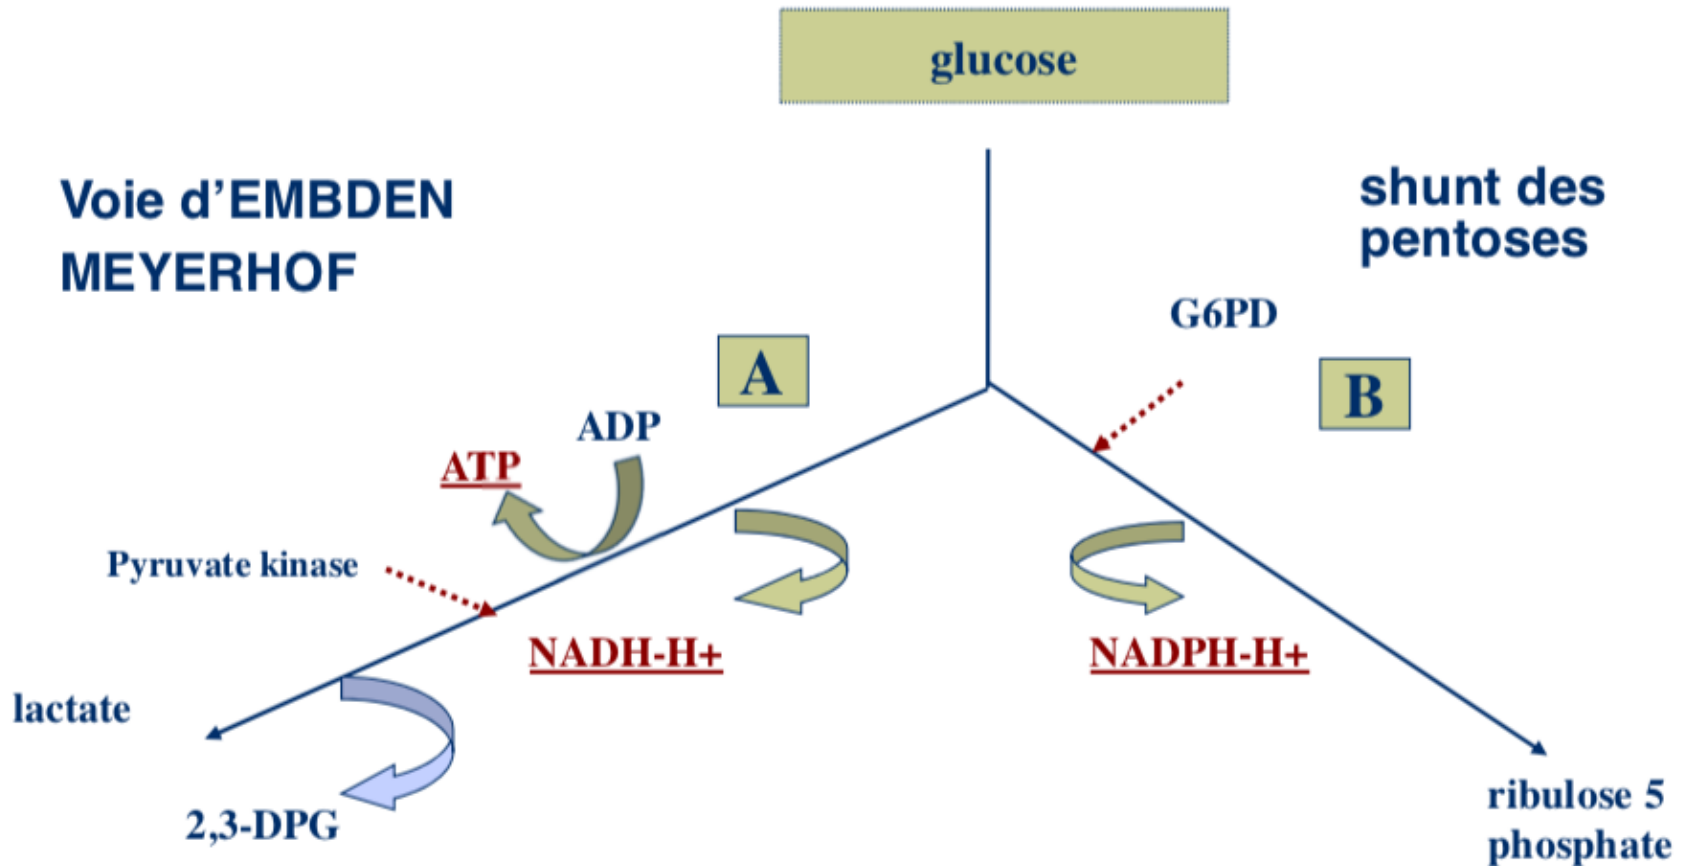 glucose
Voie d'EMBDEN
MEYERHOF
shunt des
pentoses
G6PD
A
B
ADP
ATP
Pyruvate kinase
NADH-H+
NADPH-H+
lactate
2,3-DPG
ribulose 5
phosphate